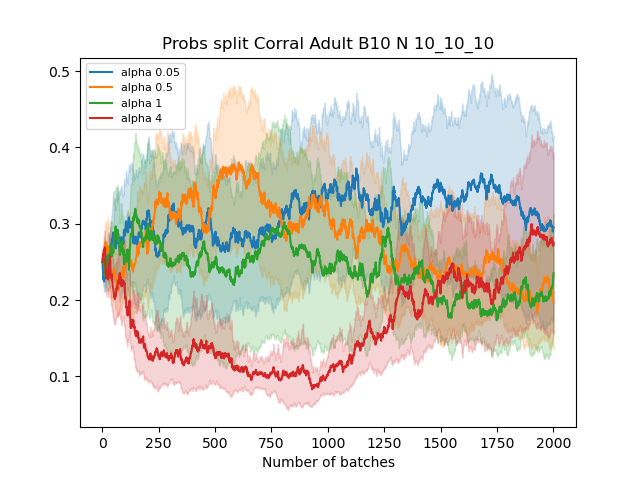 Probs split Corral Adult B10 N 10_10_10
alpha 0.05
alpha 0.5
alpha 1
alpha 4
0.5
0.4
0.3
0.2
0.1
0 250 500 750 1000 1250 1500 1750 2000
Number of batches